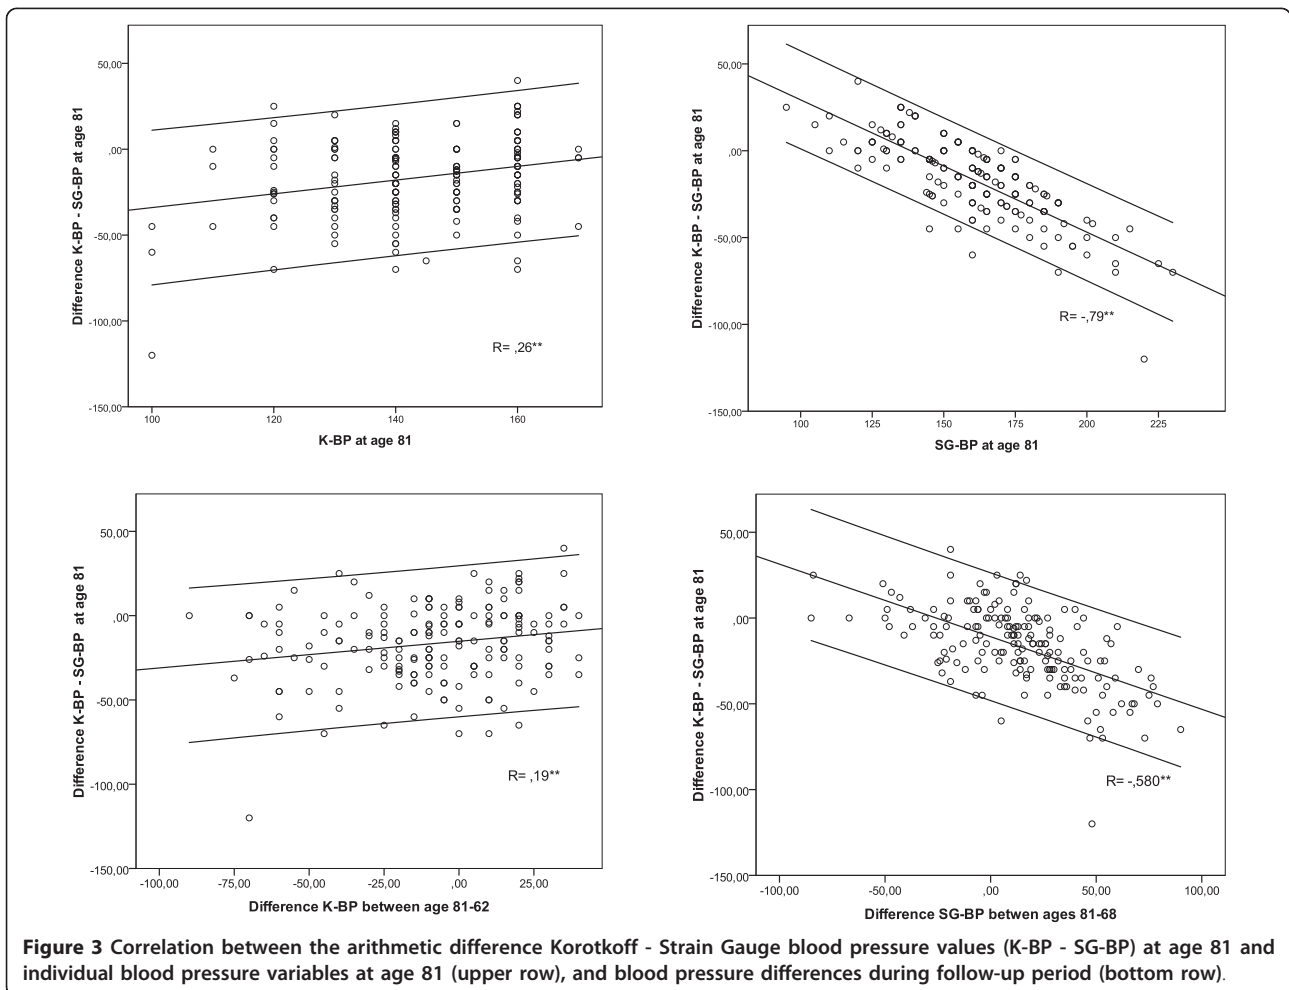 50,00
,00
-50,00
-100,00
-150,00
Difference K-BP - SG-BP at age 81
R= ,26**
100
120
140
160
K-BP at age 81
50,00
,00
-50,00
-100,00
-150,00
Difference K-BP - SG-BP at age 81
R= -,79**
100
125
150
175
200
225
SG-BP at age 81
50,00
,00
-50,00
-100,00
-150,00
Difference K-BP - SG-BP at age 81
R= ,19**
-100,00
-75,00
-50,00
-25,00
,00
25,00
Difference K-BP between age 81-62
50,00
,00
-50,00
-100,00
-150,00
Difference K-BP - SG-BP at age 81
R= -,580**
-100,00
-50,00
,00
50,00
100,00
Difference SG-BP betwen ages 81-68
Figure 3 Correlation between the arithmetic difference Korotkoff - Strain Gauge blood pressure values (K-BP - SG-BP) at age 81 and
individual blood pressure variables at age 81 (upper row), and blood pressure differences during follow-up period (bottom row).